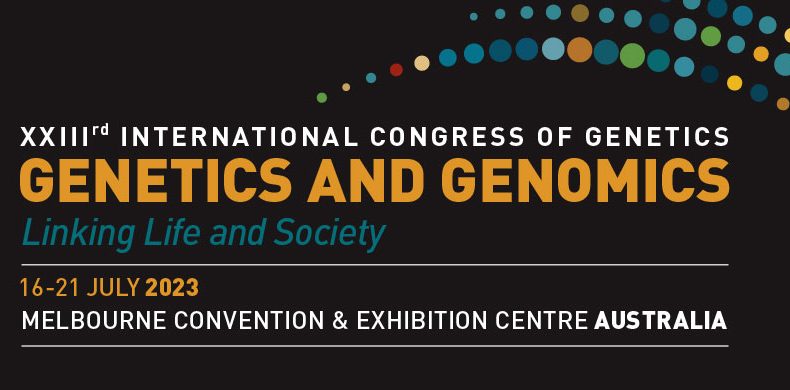 XXIIIrd INTERNATIONAL CONGRESS OF GENETICS
GENETICS AND GENOMICS
Linking Life and Society
16-21 JULY 2023
MELBOURNE CONVENTION & EXHIBITION CENTRE AUSTRALIA